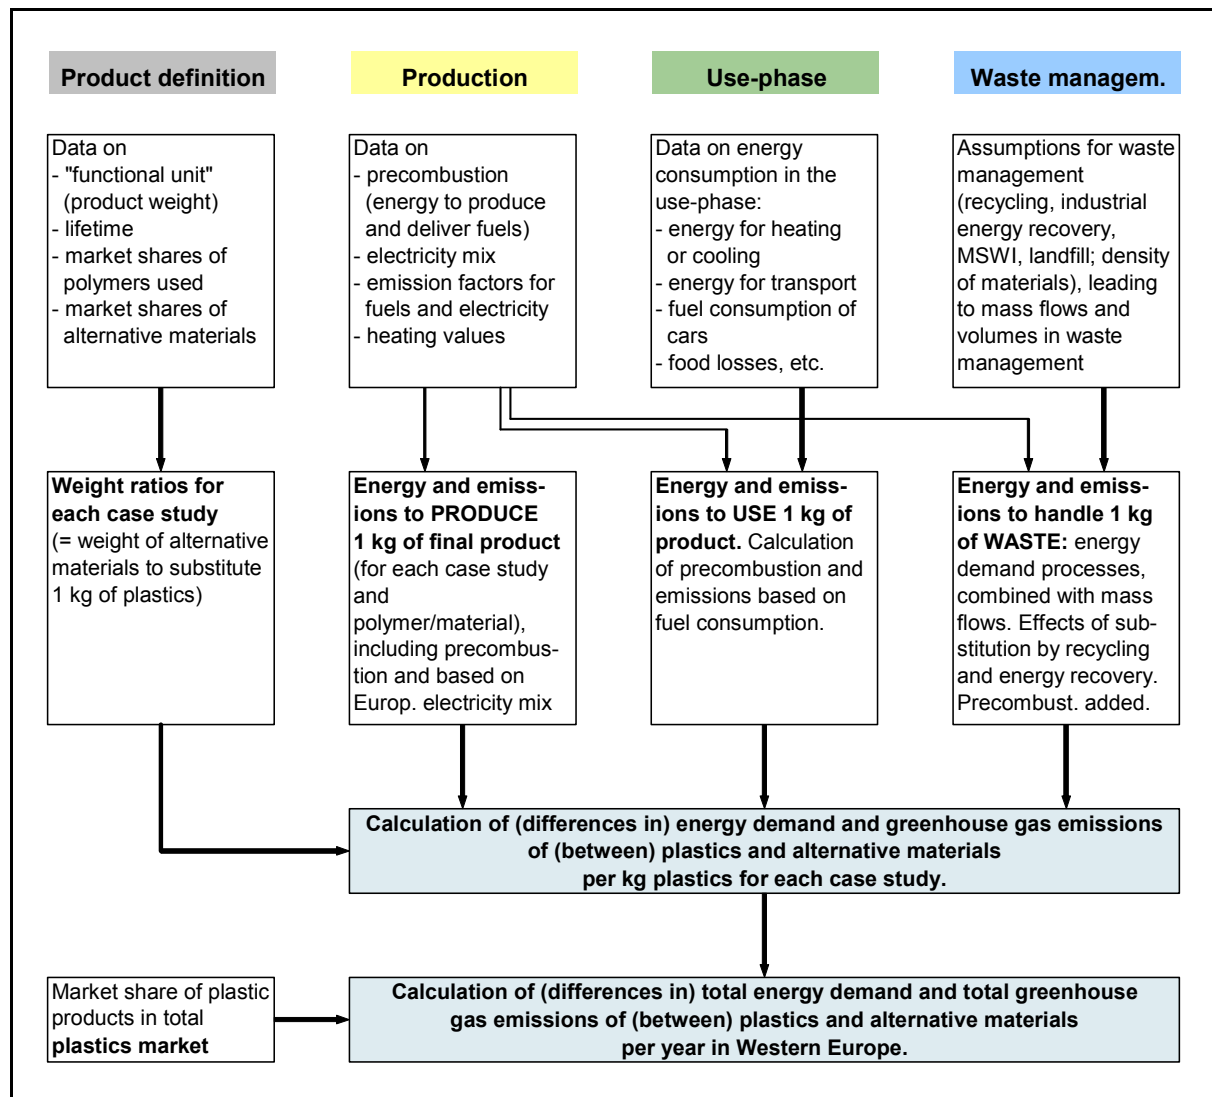 Product definition
Production
Use-phase
Waste managem.
Data on
- "functional unit"
(product weight)
- lifetime
- market shares of
polymers used
- market shares of
alternative materials
Data on
- precombustion
(energy to produce
and deliver fuels)
- electricity mix
- emission factors for
fuels and electricity
- heating values
Data on energy
consumption in the
use-phase:
- energy for heating
or cooling
- energy for transport
- fuel consumption of
cars
- food losses, etc.
Assumptions for waste
management
(recycling, industrial
energy recovery,
MSWI, landfill; density
of materials), leading
to mass flows and
volumes in waste
management
Weight ratios for
each case study
(= weight of alternative
materials to substitute
1 kg of plastics)
Energy and emiss-
ions to PRODUCE
1 kg of final product
(for each case study
and
polymer/material),
including precombus-
tion and based on
Europ. electricity mix
Energy and emiss-
ions to USE 1 kg of
product. Calculation
of precombustion and
emissions based on
fuel consumption.
Energy and emiss-
ions to handle 1 kg
of WASTE: energy
demand processes,
combined with mass
flows. Effects of sub-
stitution by recycling
and energy recovery.
Precombust. added.
Calculation of (differences in) energy demand and greenhouse gas emissions
of (between) plastics and alternative materials
per kg plastics for each case study.
Market share of plastic
products in total
plastics market
Calculation of (differences in) total energy demand and total greenhouse
gas emissions of (between) plastics and alternative materials
per year in Western Europe.